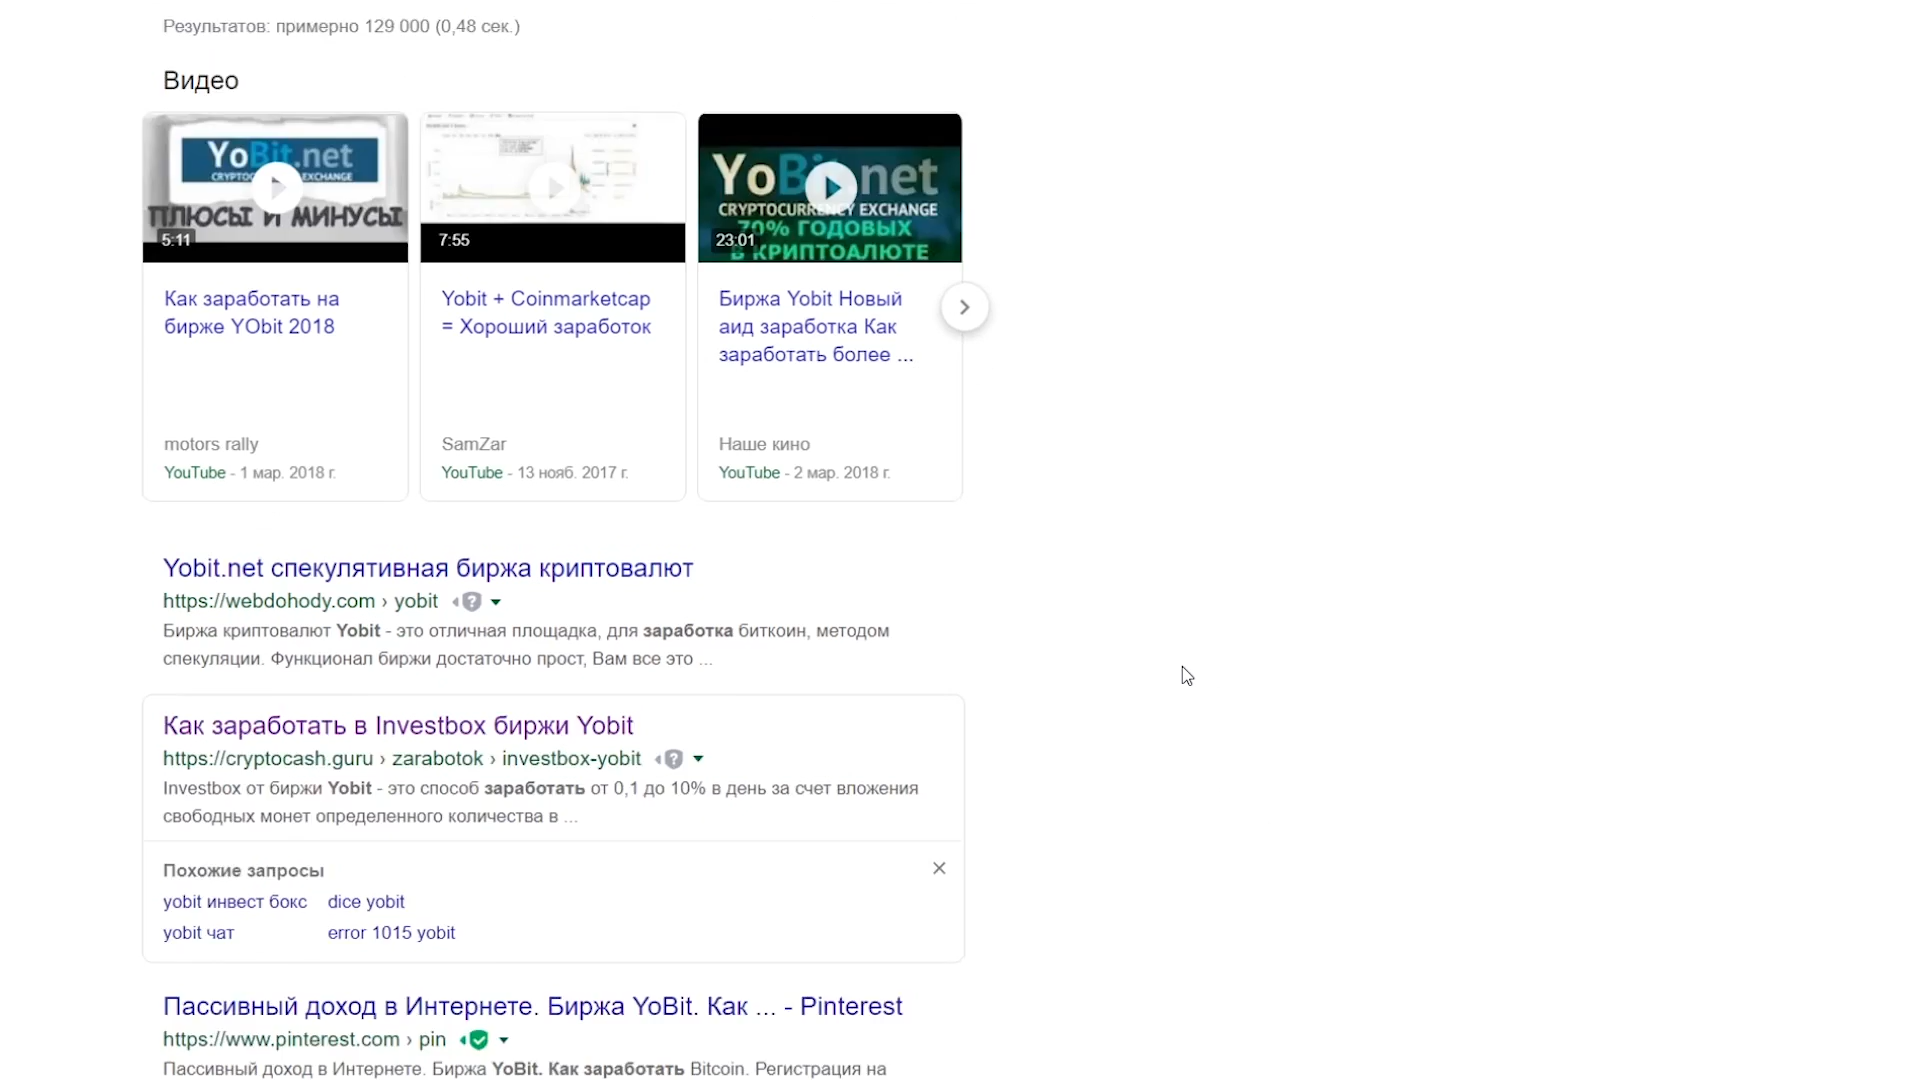 Результатов: примерно 129 000 (0,48 сек.)
Видео
YoBit.net
CRYPTOCURRENCY EXCHANGE
ПЛЮСЫ И МИНУСЫ
5:11
7:55
YoBit.net
CRYPTOCURRENCY EXCHANGE
70% ГОДОВЫХ
В КРИПТОАЛЮТЕ
23:01
Как заработать на
бирже YObit 2018
motors rally
YouTube - 1 мар. 2018 г.
Yobit + Coinmarketcap
= Хороший заработок
SamZar
YouTube - 13 нояб. 2017 г.
Биржа Yobit Новый
аид заработка Как
заработать более ...
Наше кино
YouTube - 2 мар. 2018 г.
Yobit.net спекулятивная биржа криптовалют
https://webdohody.com › yobit
Биржа криптовалют Yobit - это отличная площадка, для заработка биткоин, методом
спекуляции. Функционал биржи достаточно прост, Вам все это ...
Как заработать в Investbox биржи Yobit
https://cryptocash.guru › zarabotok › investbox-yobit
Investbox от биржи Yobit - это способ заработать от 0,1 до 10% в день за счет вложения
свободных монет определенного количества в ...
Похожие запросы
yobit инвест бокс dice yobit
yobit чат error 1015 yobit
Пассивный доход в Интернете. Биржа YoBit. Как ... - Pinterest
https://www.pinterest.com › pin
Пассивный доход в Интернете. Биржа YoBit. Как заработать Bitcoin. Регистрация на